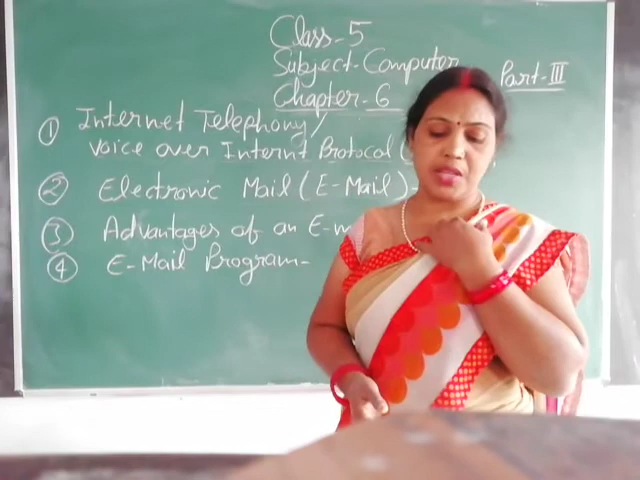 Class-5
Subject-Computer
Part-III
Chapter-6
① Internet Telephony/
Voice over Internt Protocol (
② Electronic Mail (E-Mail)-
③ Advantages of an E-m
④ E-Mail Program-